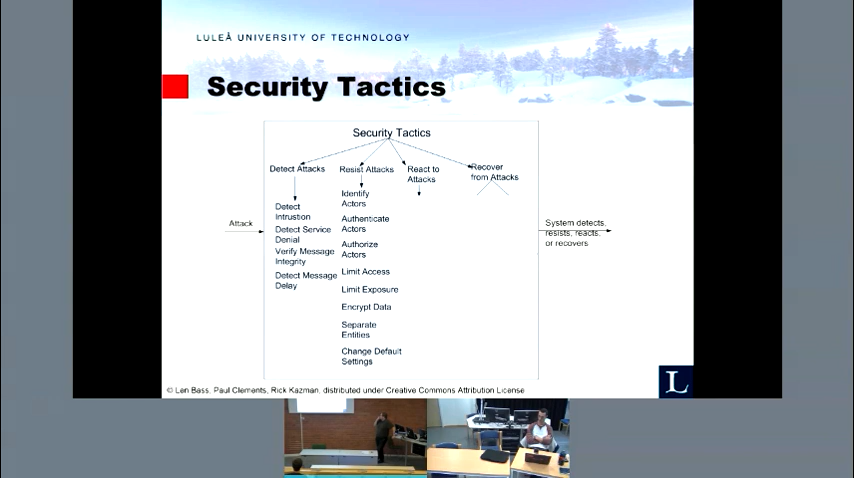 LULEÅ UNIVERSITY OF TECHNOLOGY
Security Tactics
Security Tactics
Detect Attacks
Resist Attacks
React to
Attacks
Recover
from Attacks
Attack
Detect
Intrustion
Detect Service
Denial
Verify Message
Integrity
Detect Message
Delay
Identify
Actors
Authenticate
Actors
Authorize
Actors
Limit Access
Limit Exposure
Encrypt Data
Separate
Entities
Change Default
Settings
System detects,
resists, reacts,
or recovers
© Len Bass, Paul Clements, Rick Kazman, distributed under Creative Commons Attribution License
L